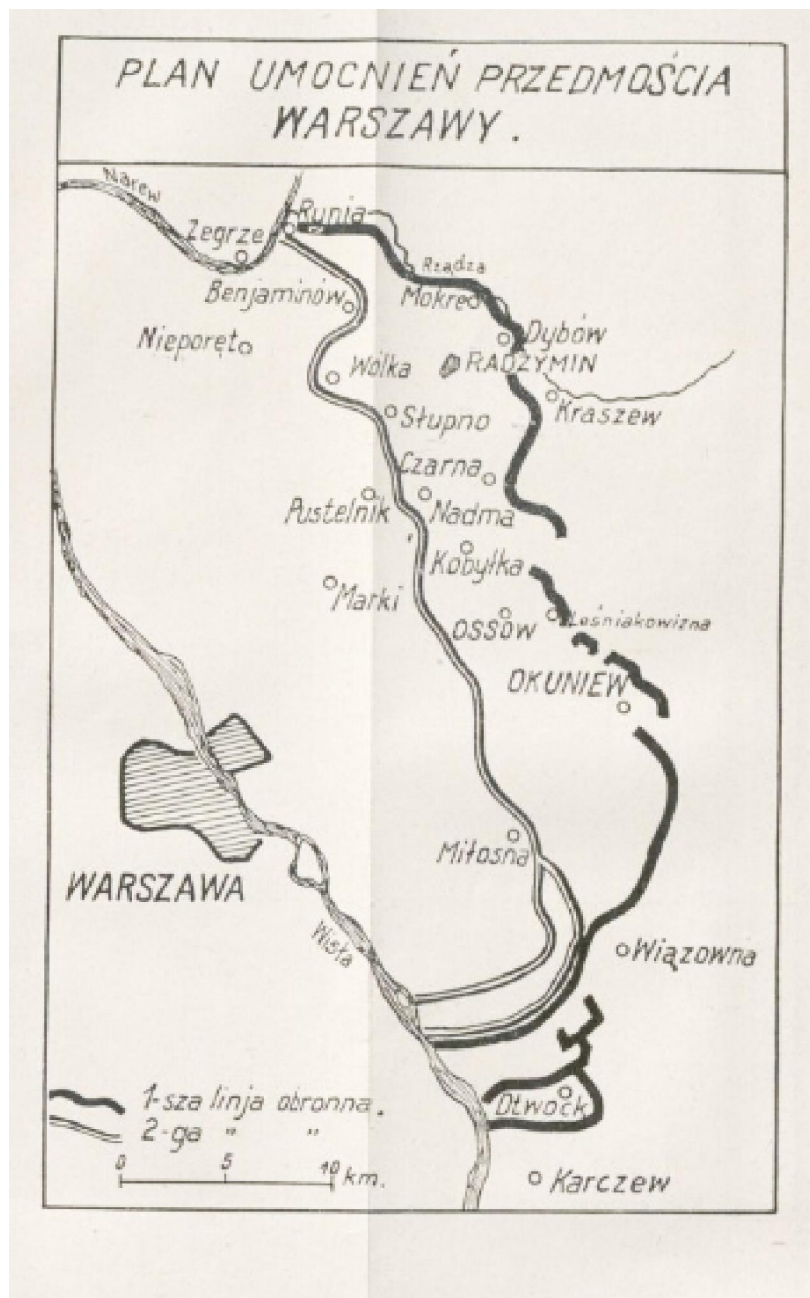 PLAN UMOCNIEŃ PRZEDMOŚCIA
WARSZAWY.
Narew
Runia
Zegrze
Rządza
Benjaminów
Mokre
Dybów
Nieporęt
RADZYMIN
Wólka
Kraszew
Słupno
Czarna
Pustelnik
Nadma
Kobyłka
Marki
OSSÓW
Leśniakowizna
OKUNIEW
Miłosna
WARSZAWA
Wisła
Wiązowna
1-sza linja obronna.
Otwock
2-ga " "
0 5 10 km.
Karczew